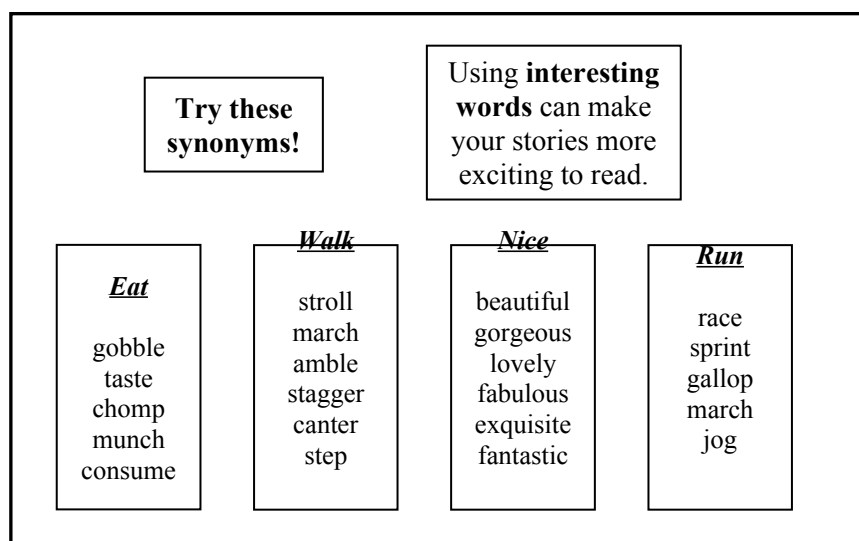 Try these
synonyms!
Using interesting
words can make
your stories more
exciting to read.
Eat
gobble
taste
chomp
munch
consume
Walk
stroll
march
amble
stagger
canter
step
Nice
beautiful
gorgeous
lovely
fabulous
exquisite
fantastic
Run
race
sprint
gallop
march
jog